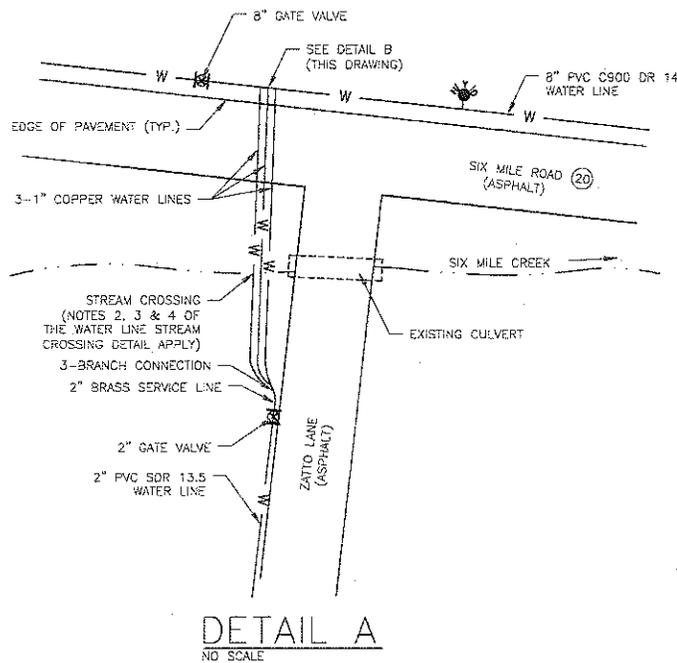 8" GATE VALVE
SEE DETAIL B
(THIS DRAWING)
8" PVC C900 DR 14
WATER LINE
W
W
W
EDGE OF PAVEMENT (TYP.)
SIX MILE ROAD 20
(ASPHALT)
3-1" COPPER WATER LINES
W
W
W
SIX MILE CREEK
STREAM CROSSING
(NOTES 2, 3 & 4 OF
THE WATER LINE STREAM
CROSSING DETAIL APPLY)
EXISTING CULVERT
3-BRANCH CONNECTION
2" BRASS SERVICE LINE
2" GATE VALVE
ZATTO LANE
(ASPHALT)
2" PVC SDR 13.5
WATER LINE
W
DETAIL A
NO SCALE